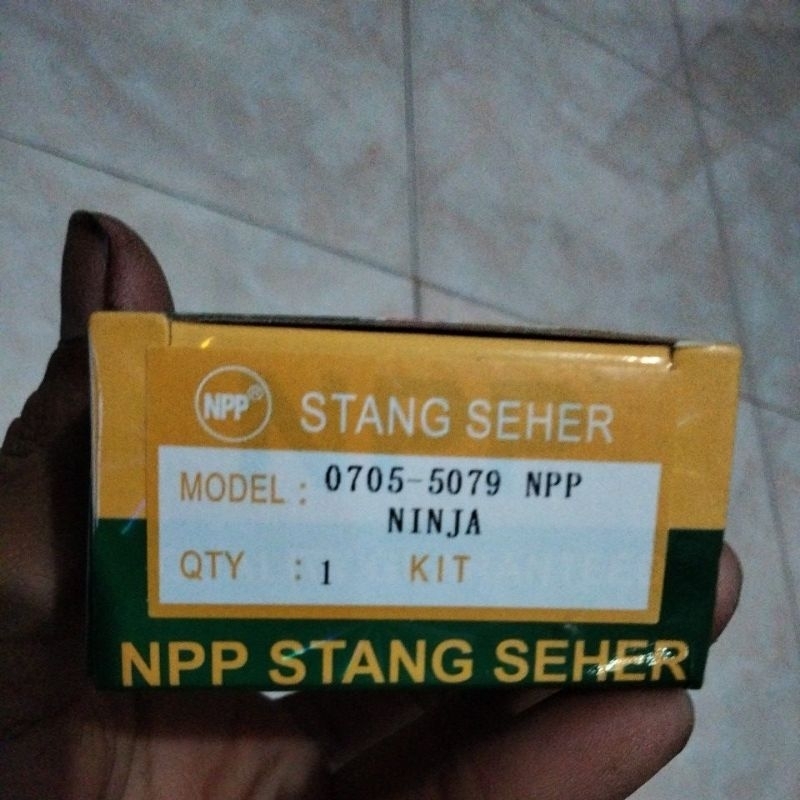 NPP® STANG SEHER
MODEL : 0705-5079 NPP
NINJA
QTY : 1 KIT
NPP STANG SEHER